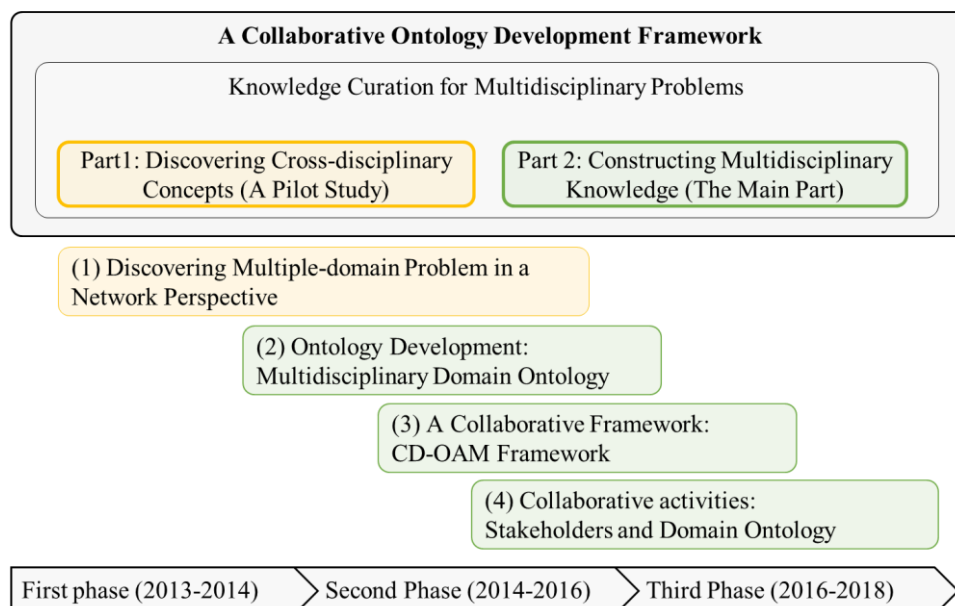 A Collaborative Ontology Development Framework
Knowledge Curation for Multidisciplinary Problems
Part1: Discovering Cross-disciplinary
Concepts (A Pilot Study)
Part 2: Constructing Multidisciplinary
Knowledge (The Main Part)
(1) Discovering Multiple-domain Problem in a
Network Perspective
(2) Ontology Development:
Multidisciplinary Domain Ontology
(3) A Collaborative Framework:
CD-OAM Framework
(4) Collaborative activities:
Stakeholders and Domain Ontology
First phase (2013-2014)
Second Phase (2014-2016)
Third Phase (2016-2018)